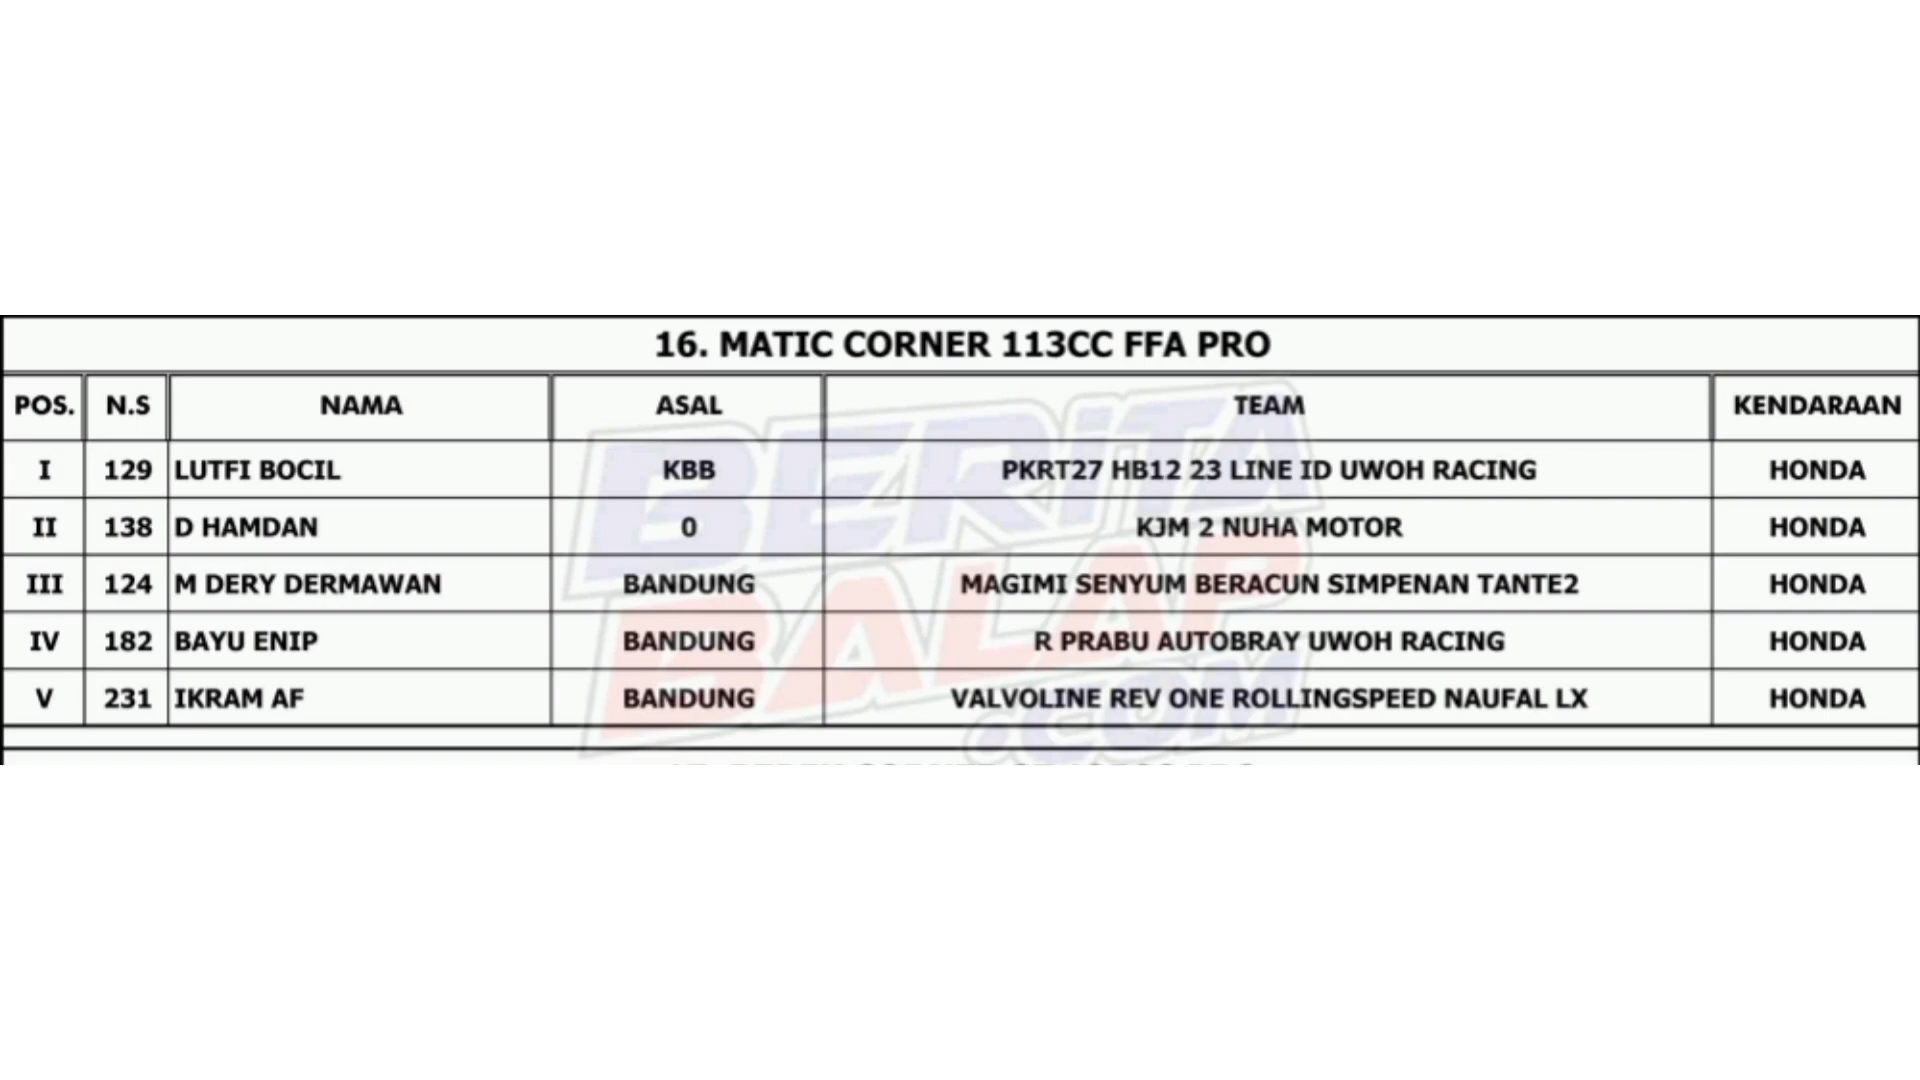 16. MATIC CORNER 113CC FFA PRO
POS. N.S NAMA ASAL TEAM KENDARAAN
I 129 LUTFI BOCIL KBB PKRT27 HB12 23 LINE ID UWOH RACING HONDA
II 138 D HAMDAN 0 KJM 2 NUHA MOTOR HONDA
III 124 M DERY DERMAWAN BANDUNG MAGIMI SENYUM BERACUN SIMPENAN TANTE2 HONDA
IV 182 BAYU ENIP BANDUNG R PRABU AUTOBRAY UWOH RACING HONDA
V 231 IKRAM AF BANDUNG VALVOLINE REV ONE ROLLINGSPEED NAUFAL LX HONDA
BERITA
BALAP
.COM